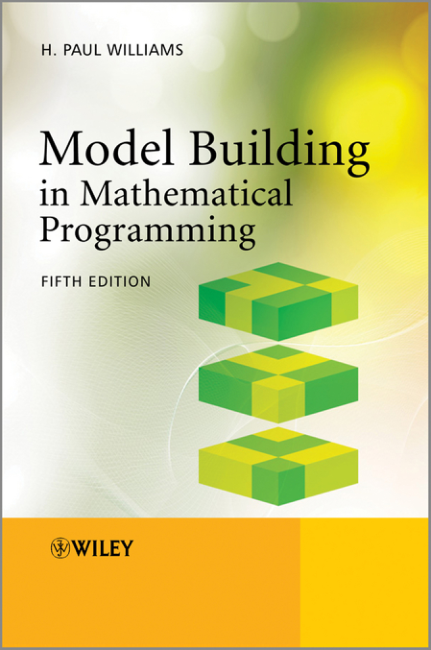 H. PAUL WILLIAMS
Model Building
in Mathematical
Programming
FIFTH EDITION
WILEY